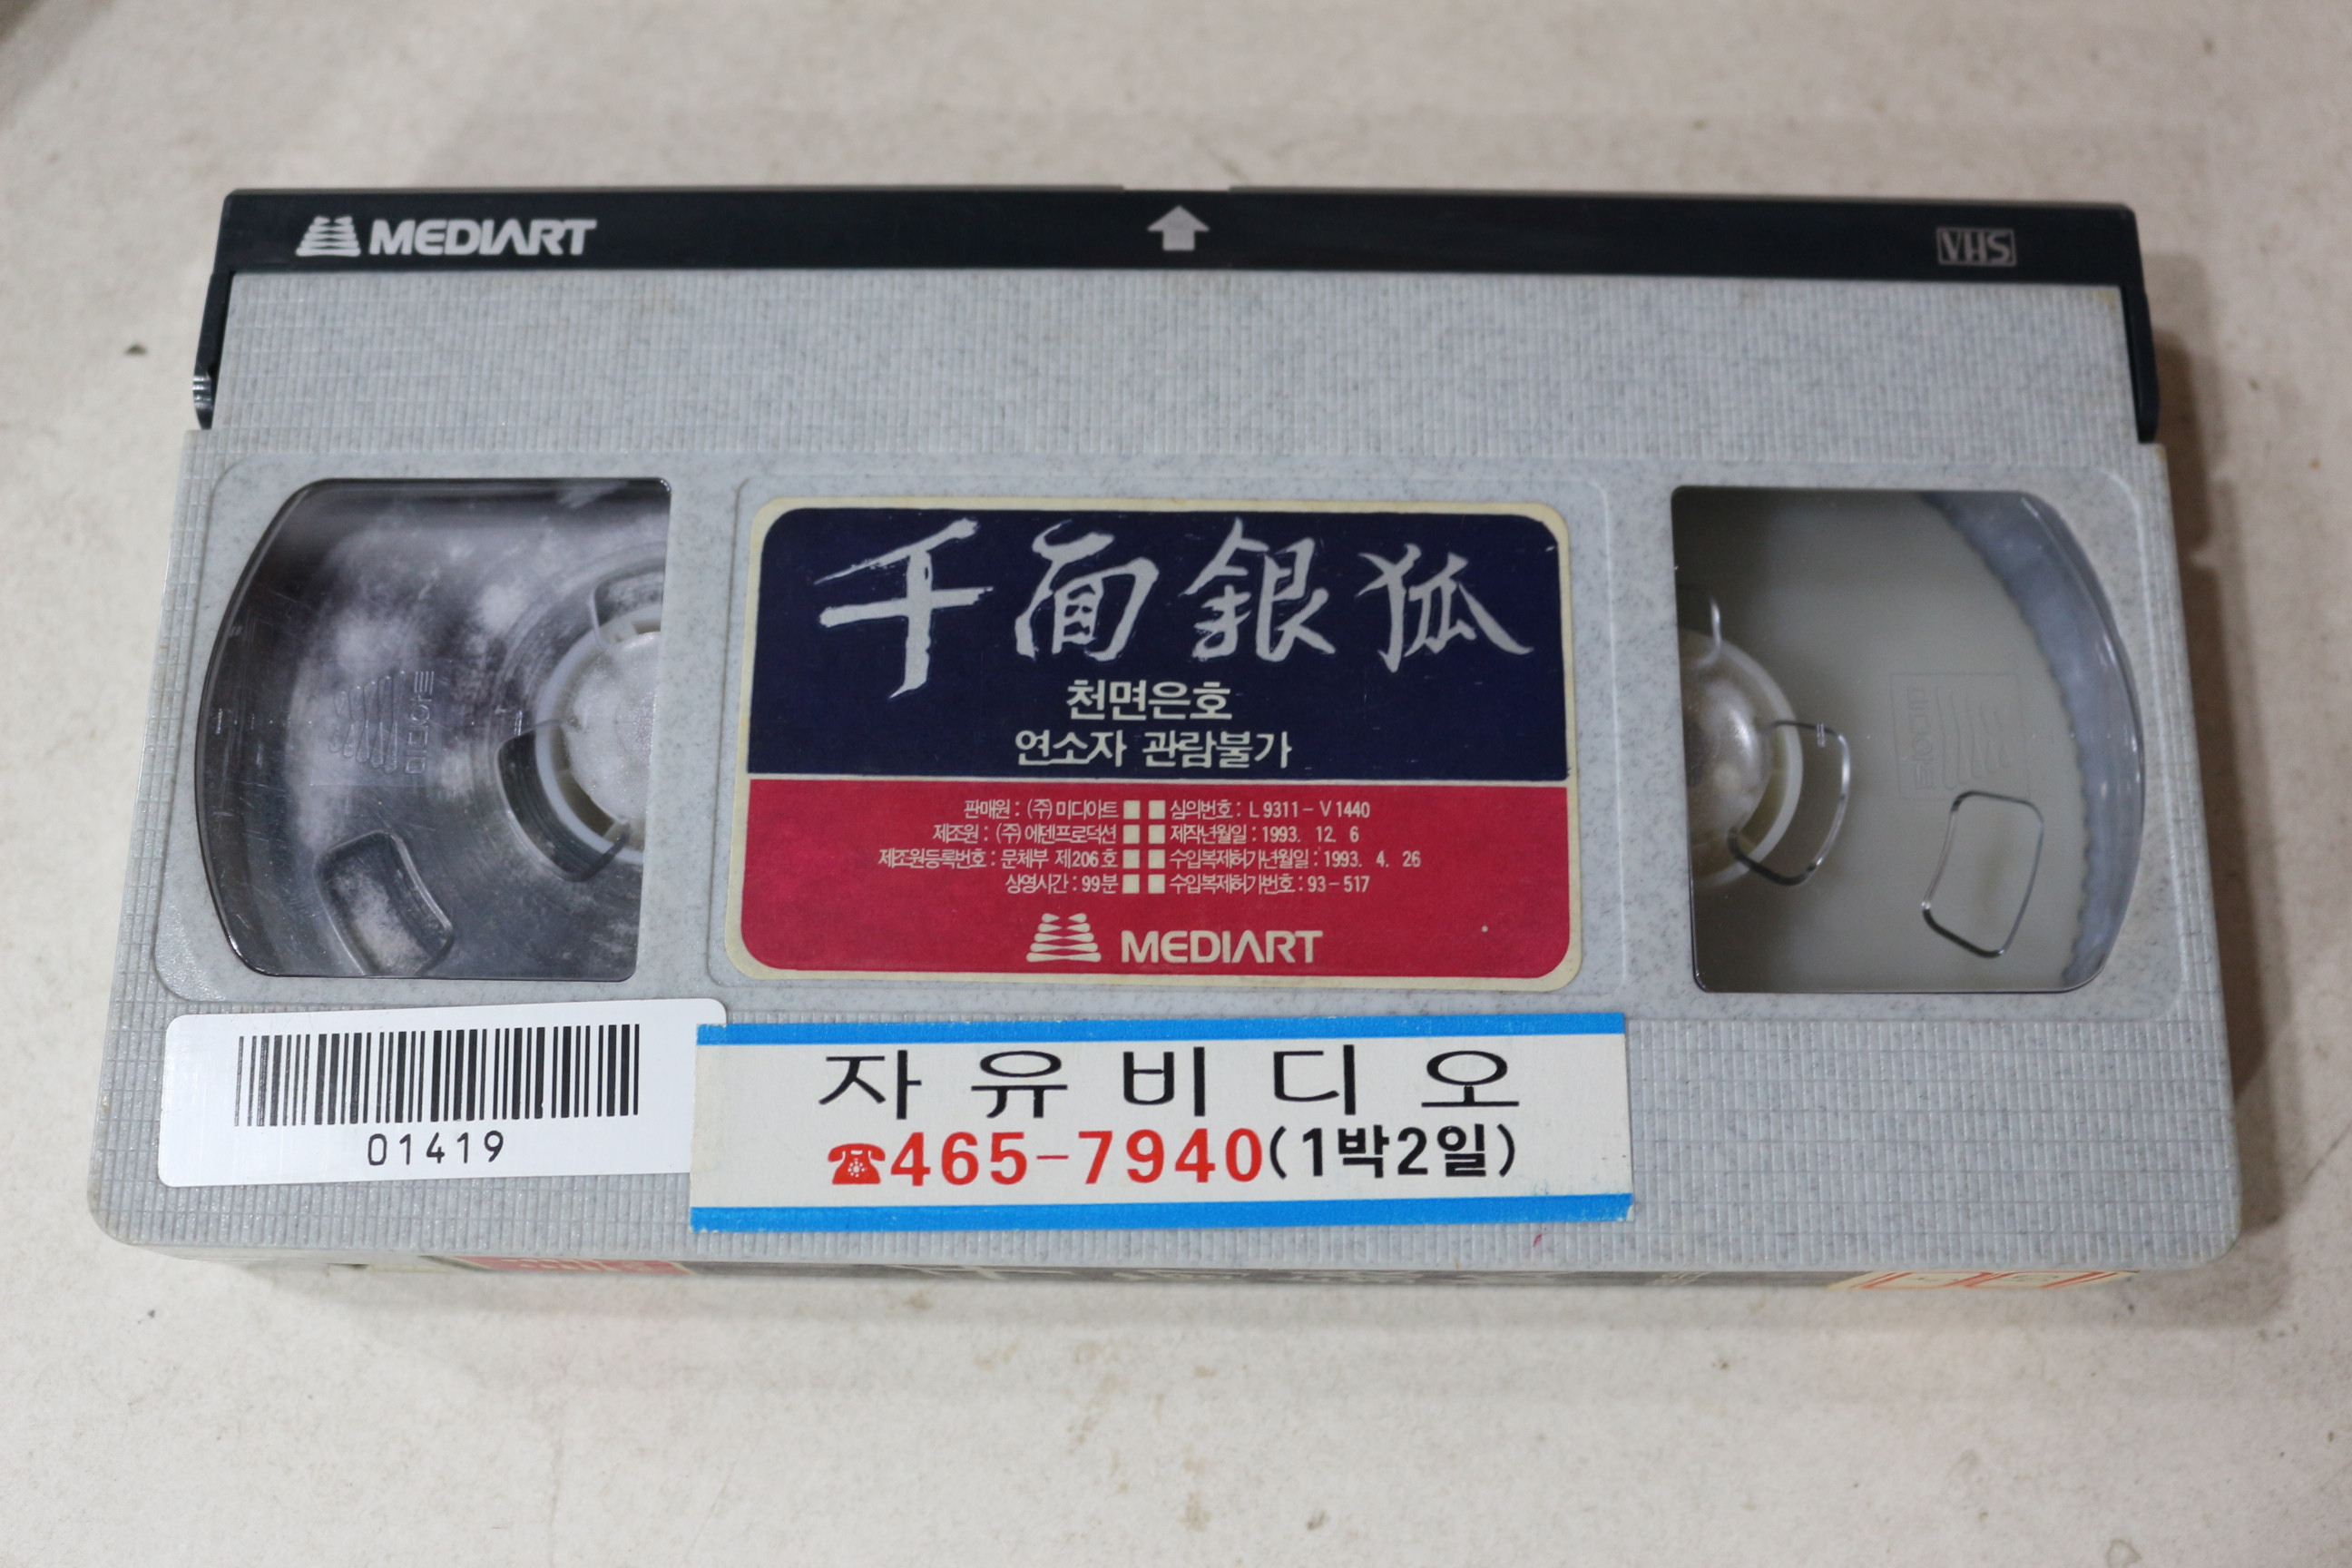 MEDIART
VHS
千面銀狐
천면은호
연소자 관람불가
판매원 : (주) 미디아트 심의번호 : L 9311 - V 1440
제조원 : (주) 에덴프로덕션 제작년월일 : 1993. 12. 6
제조원등록번호 : 문체부 제206호 수입복제허가년월일 : 1993. 4. 26
상영시간 : 99분 수입복제허가번호 : 93 - 517
MEDIART
01419
자유비디오
☎465-7940(1박2일)
미디아트